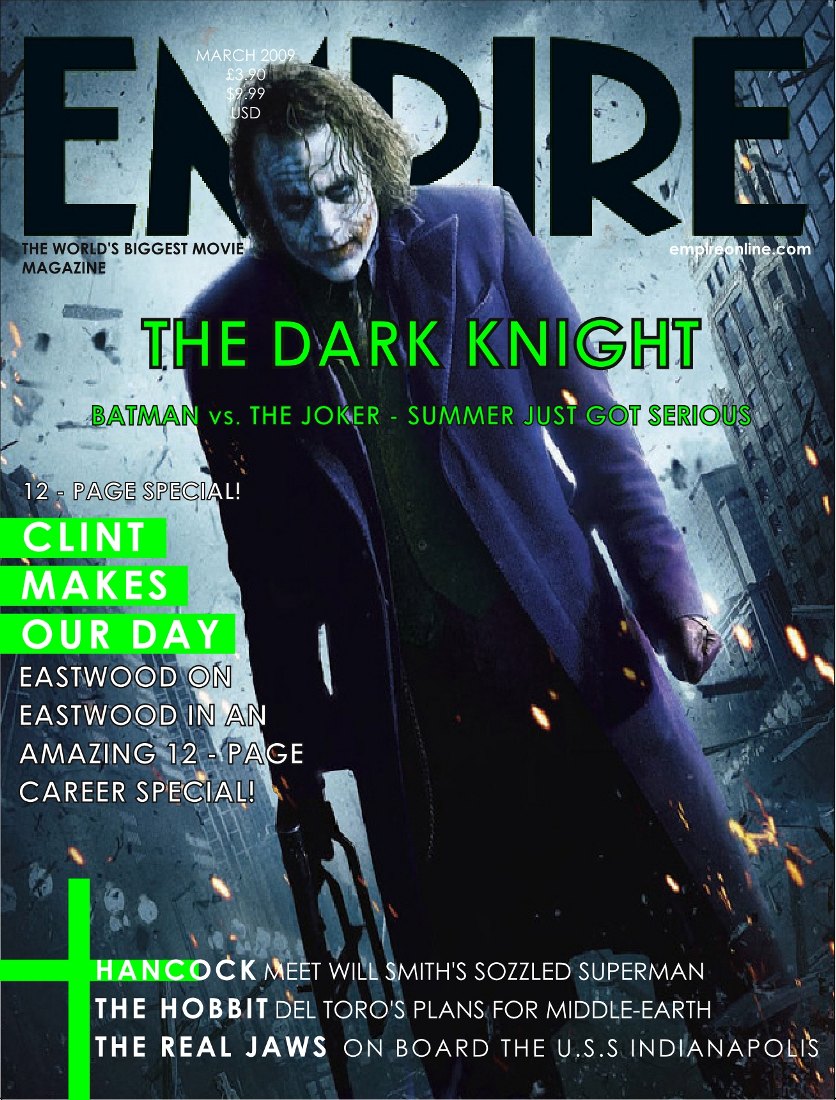 EMPIRE
MARCH 2009
£3.90
$9.99
USD
THE WORLD'S BIGGEST MOVIE
MAGAZINE
empireonline.com
THE DARK KNIGHT
BATMAN vs. THE JOKER - SUMMER JUST GOT SERIOUS
12 - PAGE SPECIAL!
CLINT
MAKES
OUR DAY
EASTWOOD ON
EASTWOOD IN AN
AMAZING 12 - PAGE
CAREER SPECIAL!
HANCOCK MEET WILL SMITH'S SOZZLED SUPERMAN
THE HOBBIT DEL TORO'S PLANS FOR MIDDLE-EARTH
THE REAL JAWS ON BOARD THE U.S.S INDIANAPOLIS